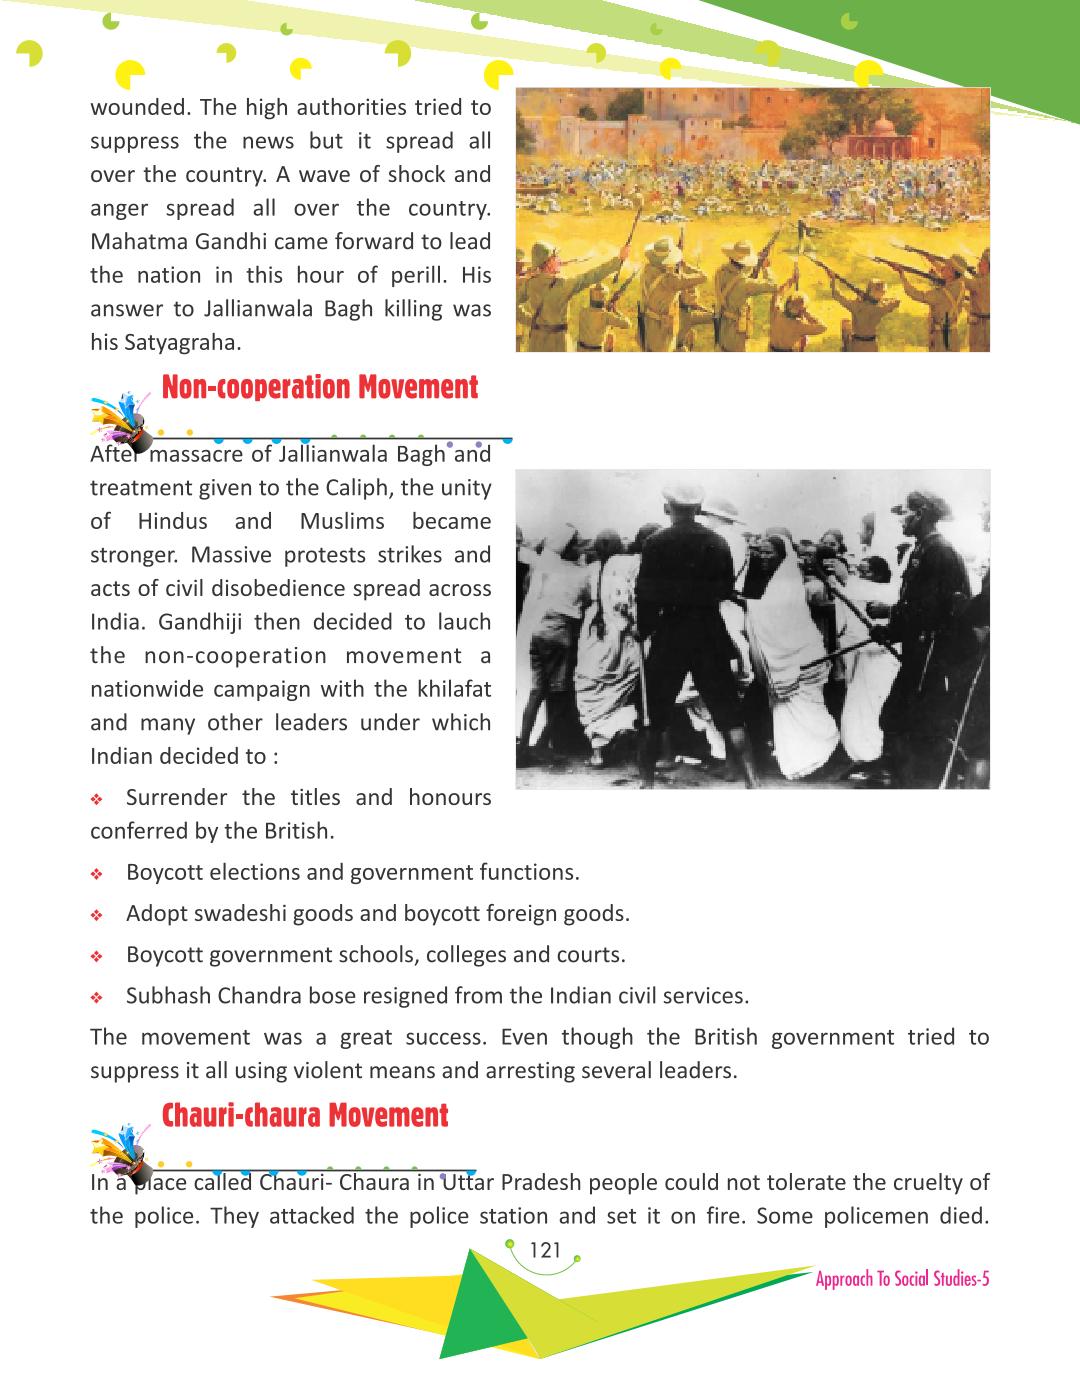 wounded. The high authorities tried to
suppress the news but it spread all
over the country. A wave of shock and
anger spread all over the country.
Mahatma Gandhi came forward to lead
the nation in this hour of perill. His
answer to Jallianwala Bagh killing was
his Satyagraha.
Non-cooperation Movement
After massacre of Jallianwala Bagh and
treatment given to the Caliph, the unity
of Hindus and Muslims became
stronger. Massive protests strikes and
acts of civil disobedience spread across
India. Gandhiji then decided to lauch
the non-cooperation movement a
nationwide campaign with the khilafat
and many other leaders under which
Indian decided to :
❖ Surrender the titles and honours
conferred by the British.
❖ Boycott elections and government functions.
❖ Adopt swadeshi goods and boycott foreign goods.
❖ Boycott government schools, colleges and courts.
❖ Subhash Chandra bose resigned from the Indian civil services.
The movement was a great success. Even though the British government tried to
suppress it all using violent means and arresting several leaders.
Chauri-chaura Movement
In a place called Chauri- Chaura in Uttar Pradesh people could not tolerate the cruelty of
the police. They attacked the police station and set it on fire. Some policemen died.
121
Approach To Social Studies-5